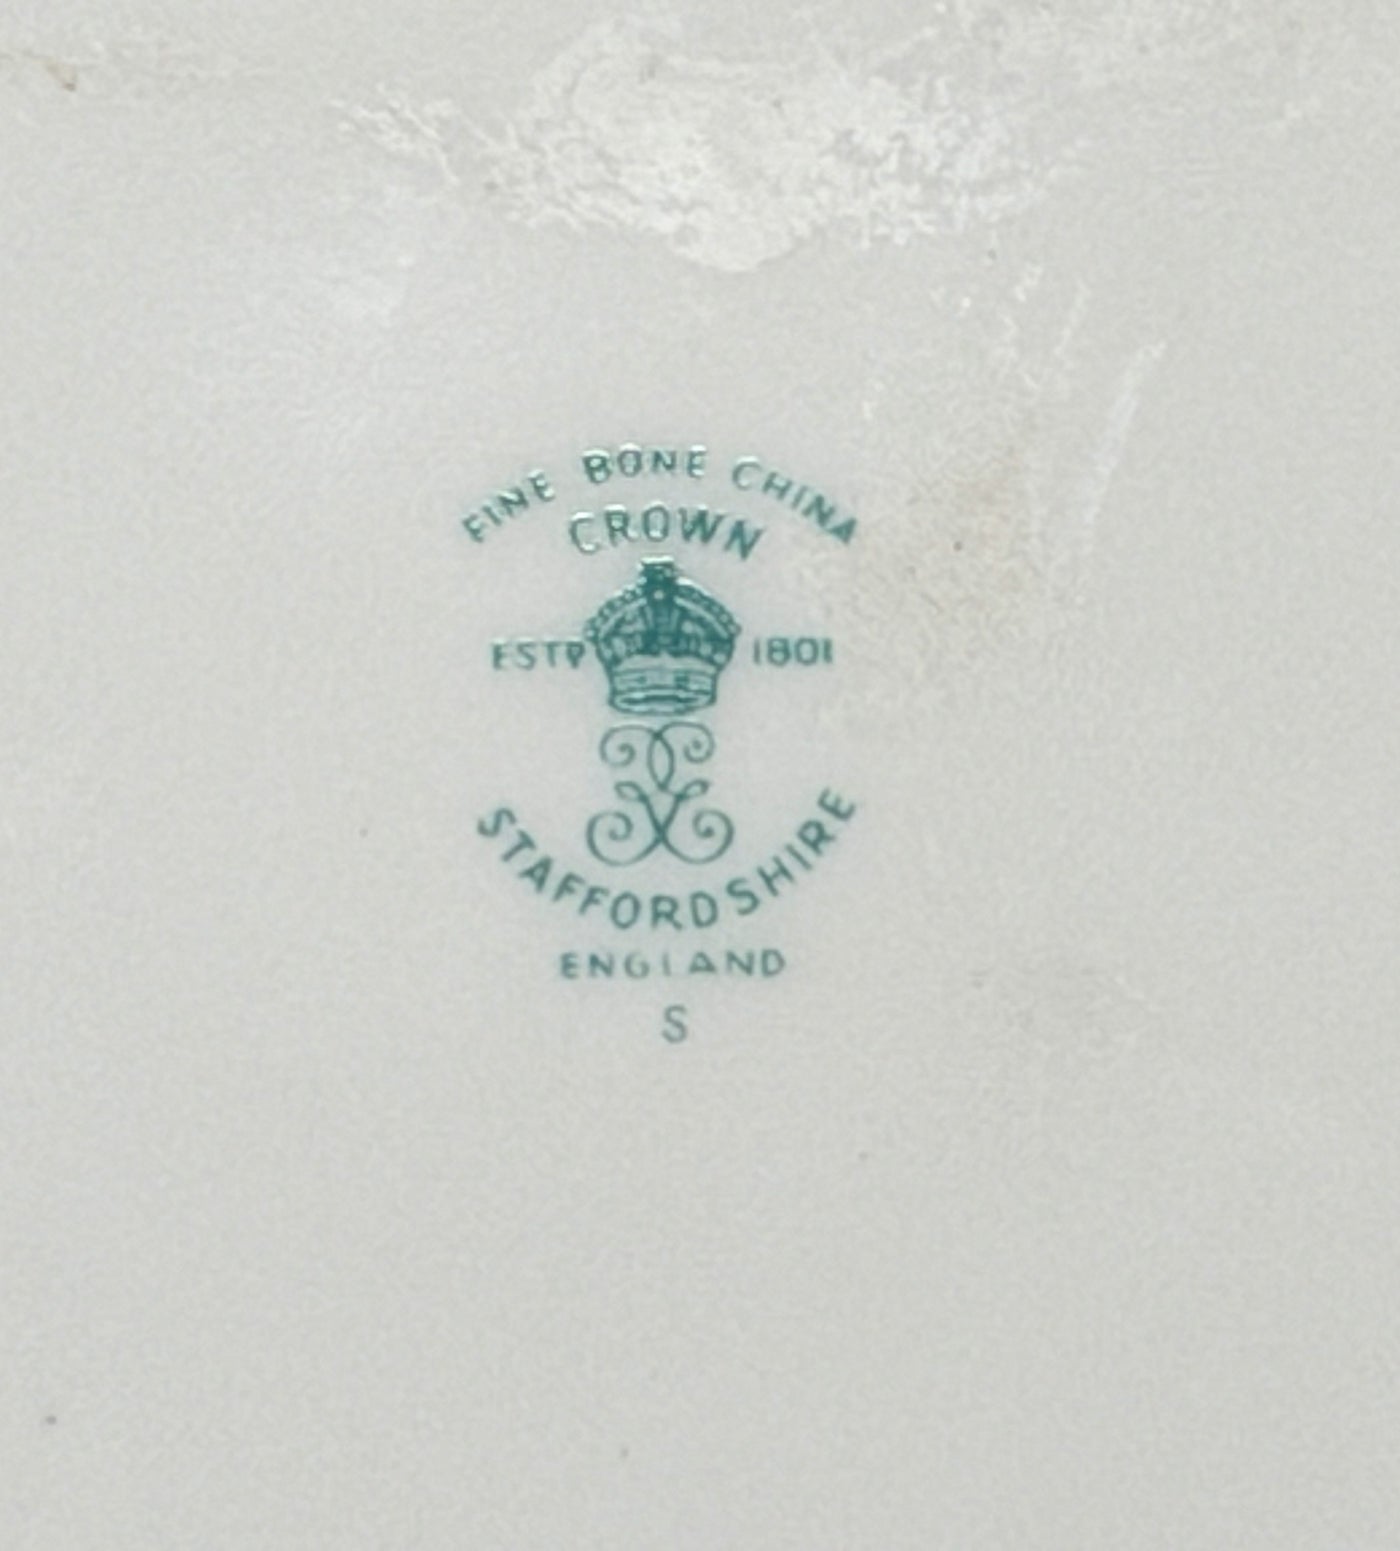 FINE BONE CHINA
CROWN
ESTD 1801
STAFFORDSHIRE
ENGLAND
S